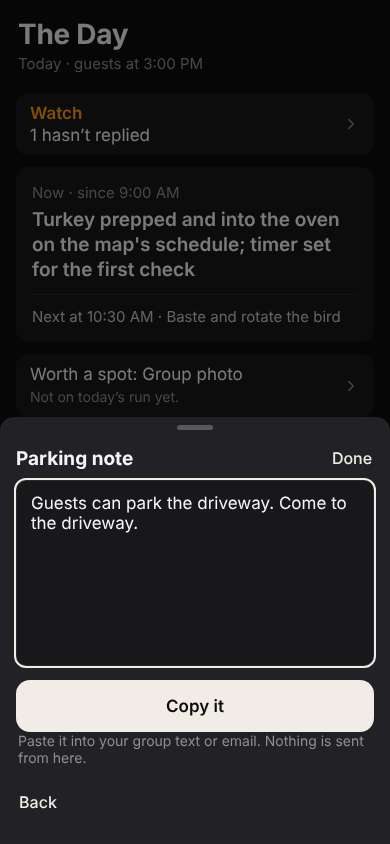 The Day
Today · guests at 3:00 PM
Watch
1 hasn’t replied
Now · since 9:00 AM
Turkey prepped and into the oven
on the map's schedule; timer set
for the first check
Next at 10:30 AM · Baste and rotate the bird
Worth a spot: Group photo
Not on today’s run yet.
Parking note
Done
Guests can park the driveway. Come to
the driveway.
Copy it
Paste it into your group text or email. Nothing is sent
from here.
Back